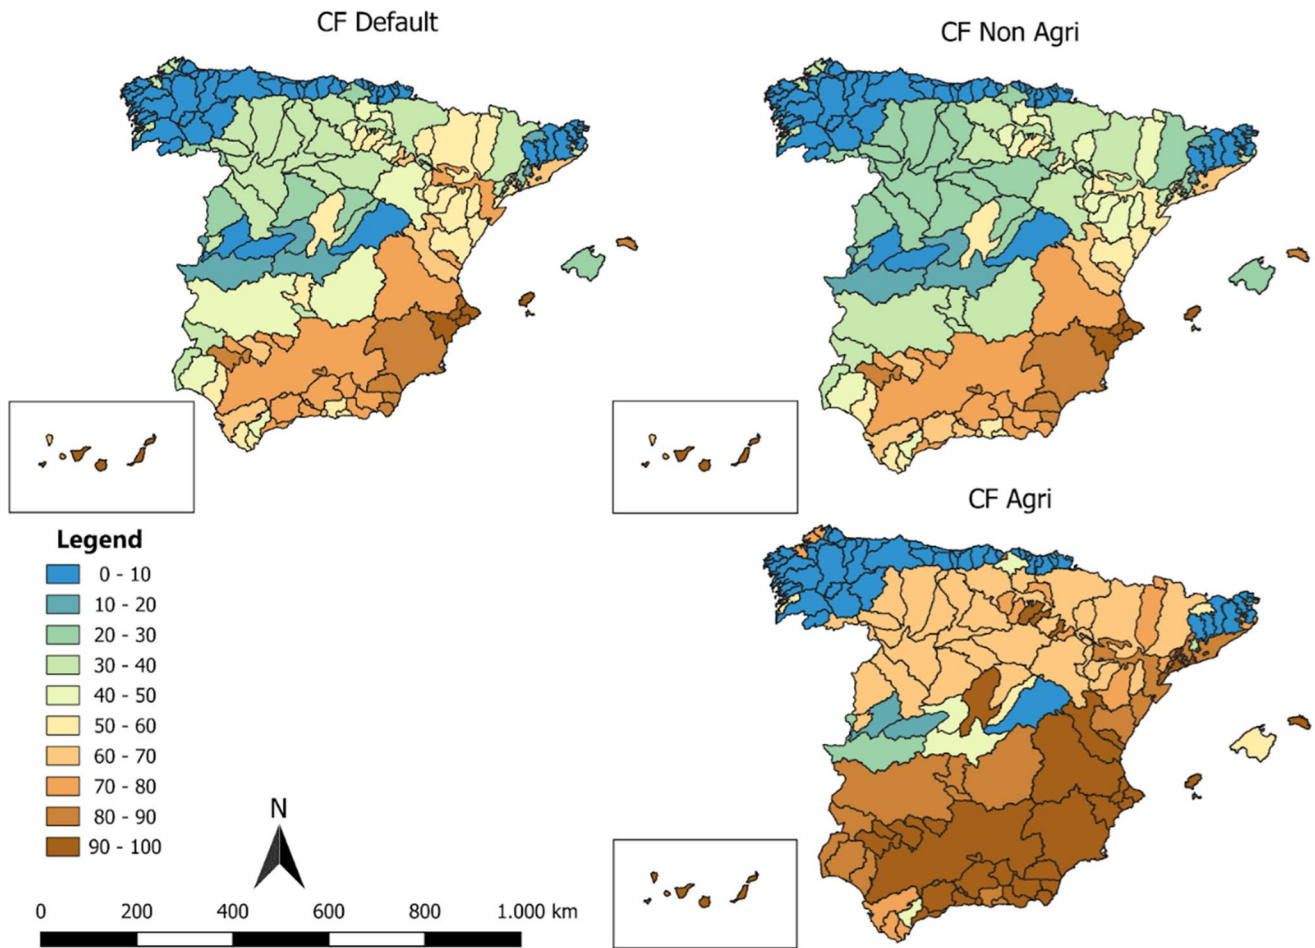 CF Default
CF Non Agri
CF Agri
Legend
0 - 10
10 - 20
20 - 30
30 - 40
40 - 50
50 - 60
60 - 70
70 - 80
80 - 90
90 - 100
N
0 200 400 600 800 1.000 km